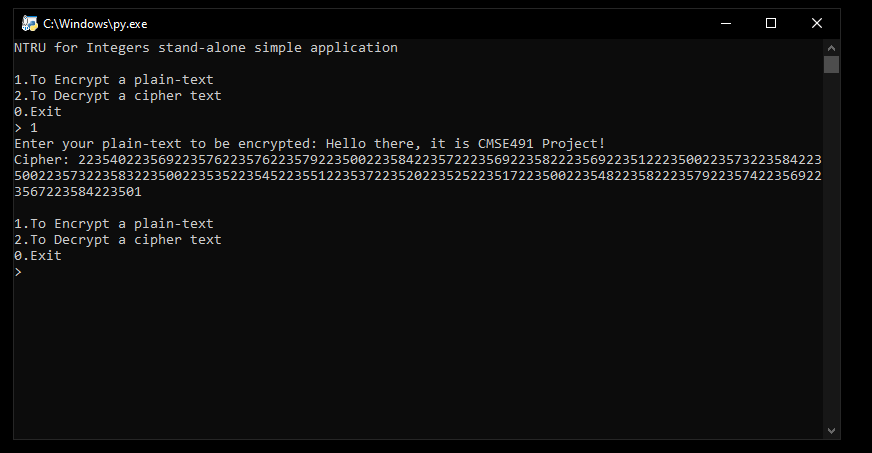 C:\Windows\py.exe
NTRU for Integers stand-alone simple application
1.To Encrypt a plain-text
2.To Decrypt a cipher text
0.Exit
> 1
Enter your plain-text to be encrypted: Hello there, it is CMSE491 Project!
Cipher: 223540223569223576223576223579223500223584223572223569223582223569223512223500223573223584223
50022357322358322350022353522354522355122353722352022352522351722350022354822358222357922357422356922
3567223584223501
1.To Encrypt a plain-text
2.To Decrypt a cipher text
0.Exit
>